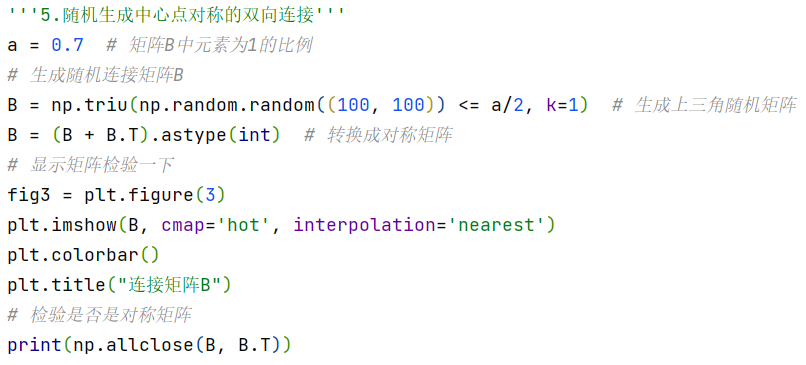 '''5.随机生成中心点对称的双向连接'''
a = 0.7  # 矩阵B中元素为1的比例
# 生成随机连接矩阵B
B = np.triu(np.random.random((100, 100)) <= a/2, k=1)  # 生成上三角随机矩阵
B = (B + B.T).astype(int)  # 转换成对称矩阵
# 显示矩阵检验一下
fig3 = plt.figure(3)
plt.imshow(B, cmap='hot', interpolation='nearest')
plt.colorbar()
plt.title("连接矩阵B")
# 检验是否是对称矩阵
print(np.allclose(B, B.T))